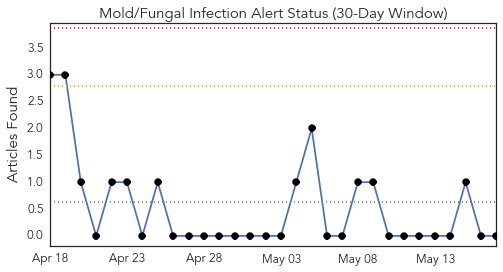 Mold/Fungal Infection Alert Status (30-Day Window)
Articles Found
3.5
3.0
2.5
2.0
1.5
1.0
0.5
0.0
Apr 18
Apr 23
Apr 28
May 03
May 08
May 13